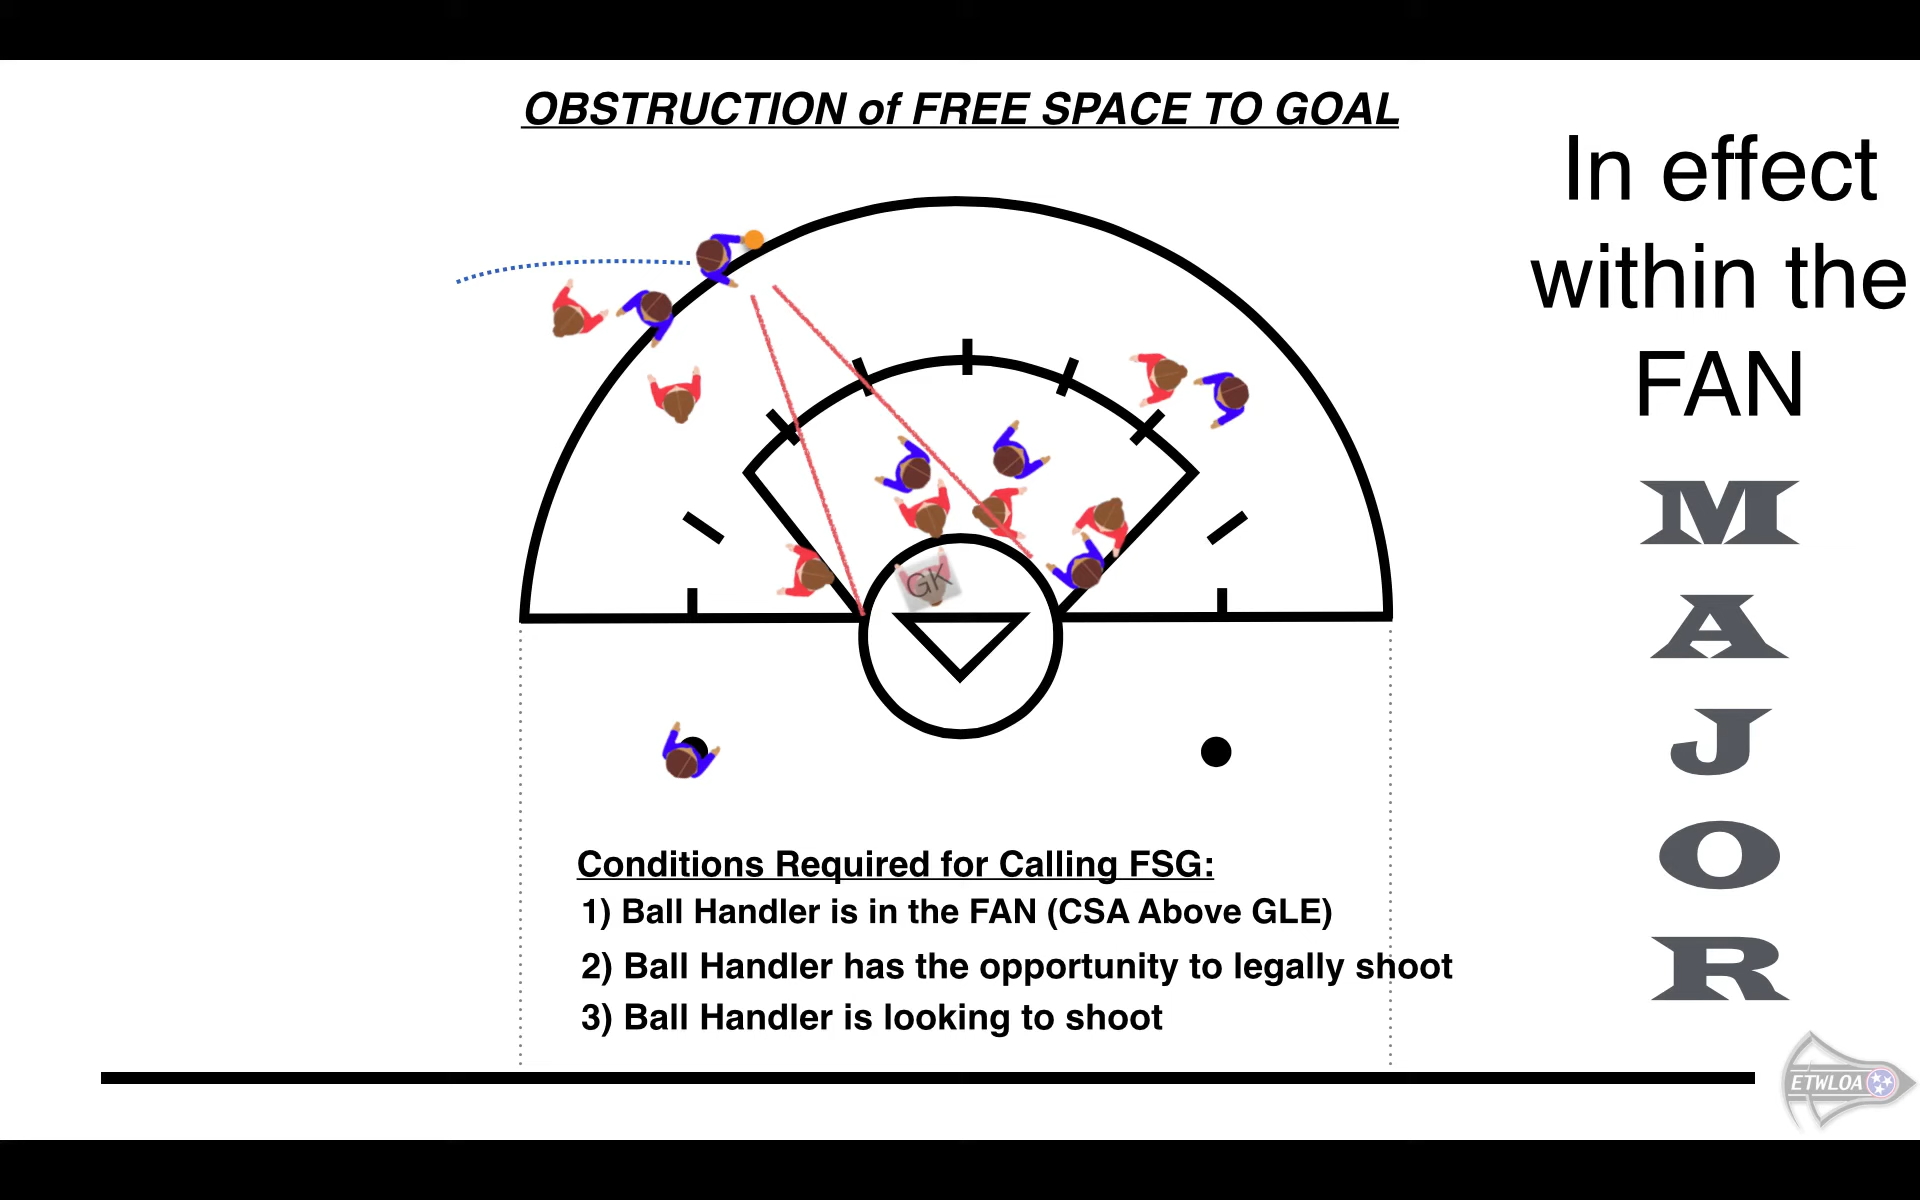 OBSTRUCTION of FREE SPACE TO GOAL
In effect
within the
FAN
M
A
J
O
R
GK
Conditions Required for Calling FSG:
1) Ball Handler is in the FAN (CSA Above GLE)
2) Ball Handler has the opportunity to legally shoot
3) Ball Handler is looking to shoot
ETWLOA